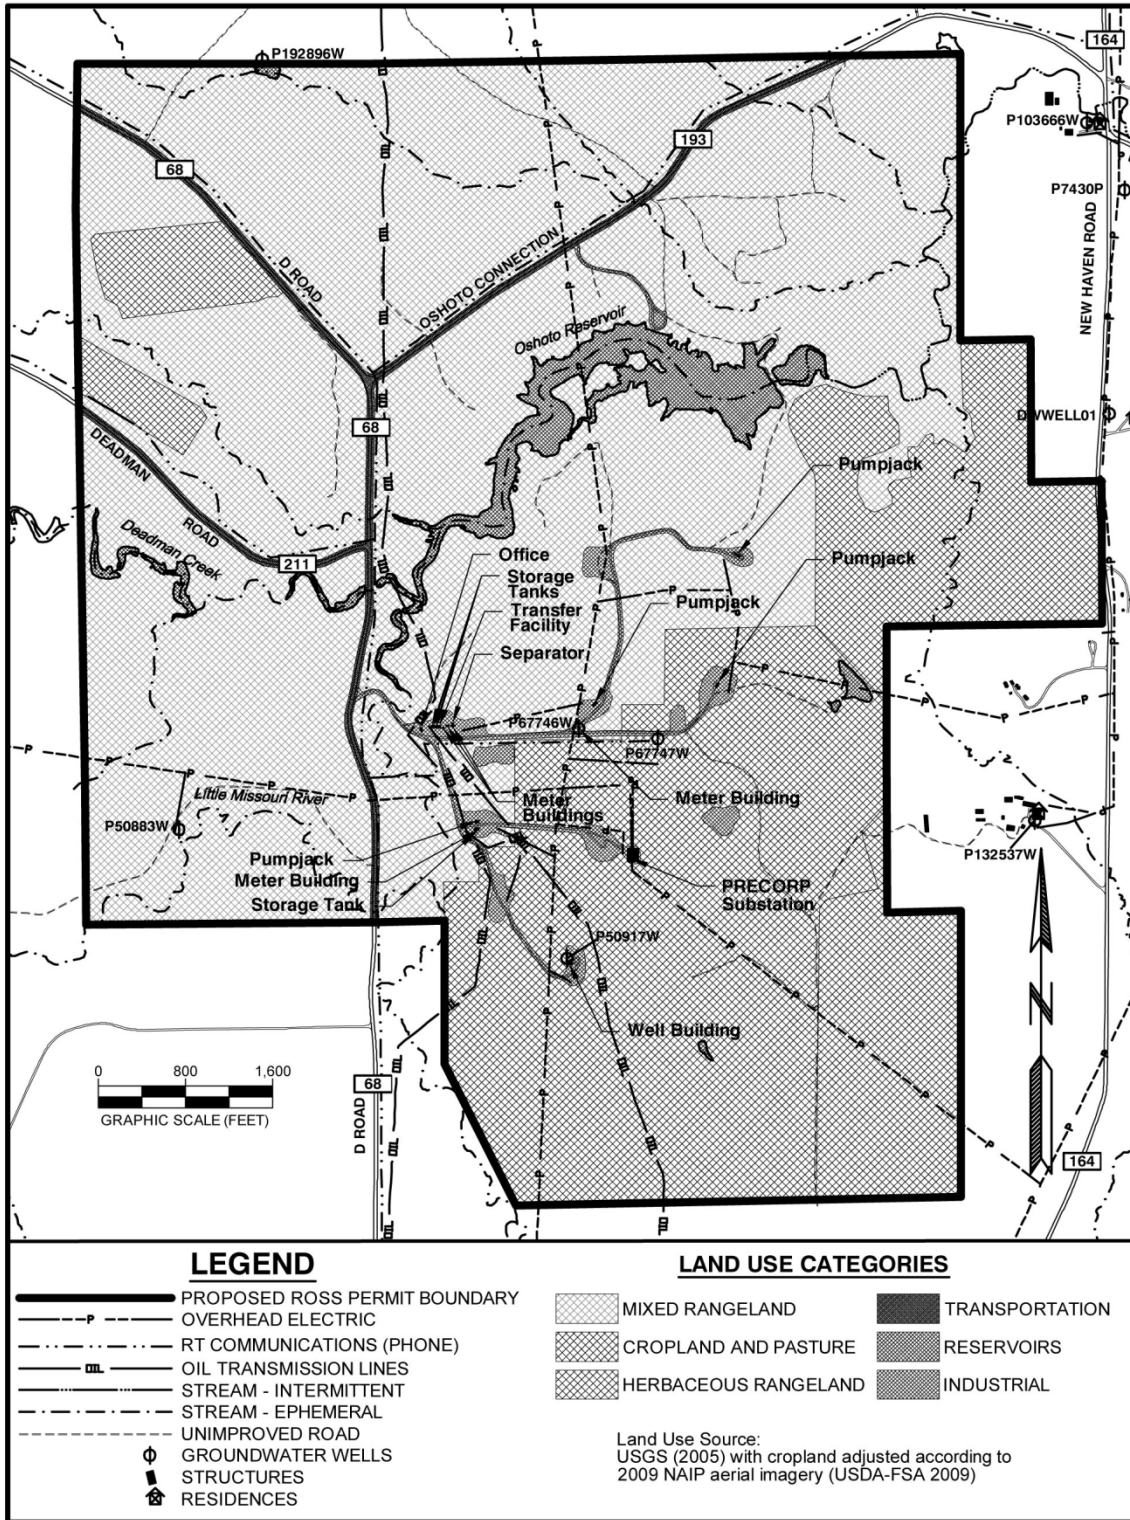 P192896W
164
P103666W
193
68
P7430P
NEW HAVEN ROAD
D ROAD
OSHOTO CONNECTION
Oshoto Reservoir
68
DWWELL01
DEADMAN
ROAD
Pumpjack
Deadman Creek
211
Office
Storage
Tanks
Transfer
Facility
Separator
Pumpjack
Pumpjack
P67746W
P67747W
Little Missouri River
Meter
Buildings
Meter Building
P50883W
Pumpjack
Meter Building
Storage Tank
PRECORP
Substation
P132537W
P50917W
Well Building
N
0 800 1,600
GRAPHIC SCALE (FEET)
68
D ROAD
164
LEGEND
PROPOSED ROSS PERMIT BOUNDARY
P OVERHEAD ELECTRIC
RT COMMUNICATIONS (PHONE)
OIL OIL TRANSMISSION LINES
STREAM - INTERMITTENT
STREAM - EPHEMERAL
UNIMPROVED ROAD
GROUNDWATER WELLS
STRUCTURES
RESIDENCES
LAND USE CATEGORIES
MIXED RANGELAND
CROPLAND AND PASTURE
HERBACEOUS RANGELAND
TRANSPORTATION
RESERVOIRS
INDUSTRIAL
Land Use Source:
USGS (2005) with cropland adjusted according to
2009 NAIP aerial imagery (USDA-FSA 2009)